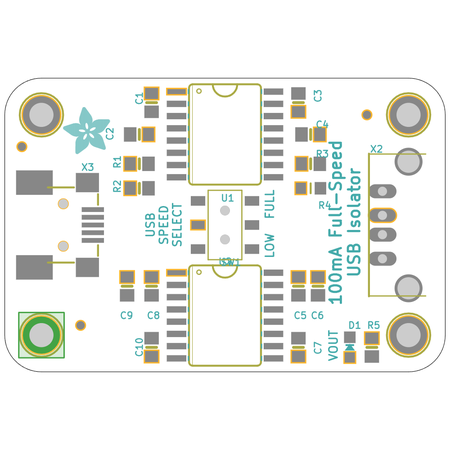 C1
C3
C2
C4
R1
R3
X3
X2
R2
R4
U1
USB
SPEED
SELECT
FULL
LOW
100mA Full-Speed
USB Isolator
C9
C8
C5
C6
C10
C7
VOUT
D1
R5